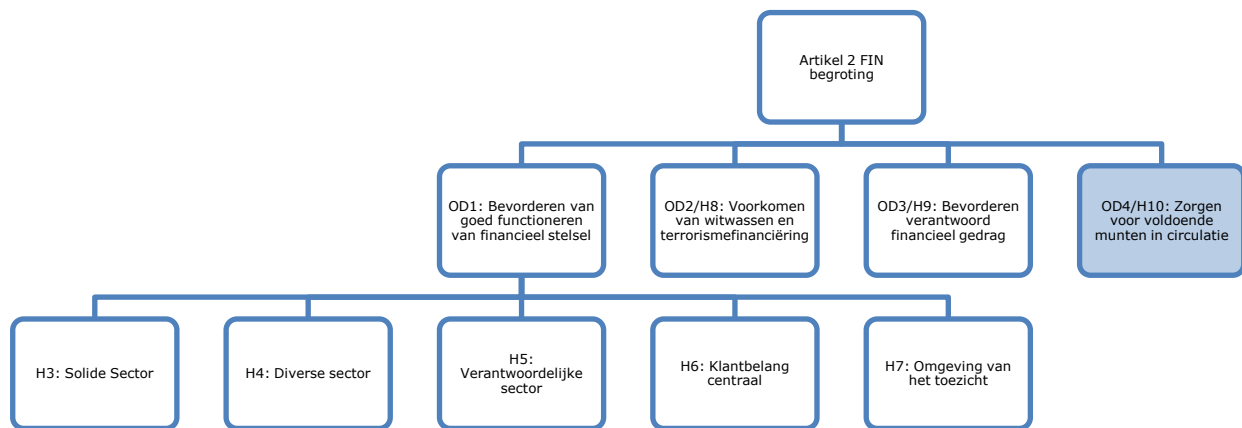 Artikel 2 FIN
begroting
OD1: Bevorderen van
goed functioneren
van financieel stelsel
OD2/H8: Voorkomen
van witwassen en
terrorismefinanciëring
OD3/H9: Bevorderen
verantwoord
financieel gedrag
OD4/H10: Zorgen
voor voldoende
munten in circulatie
H3: Solide Sector
H4: Diverse sector
H5:
Verantwoordelijke
sector
H6: Klantbelang
centraal
H7: Omgeving van
het toezicht